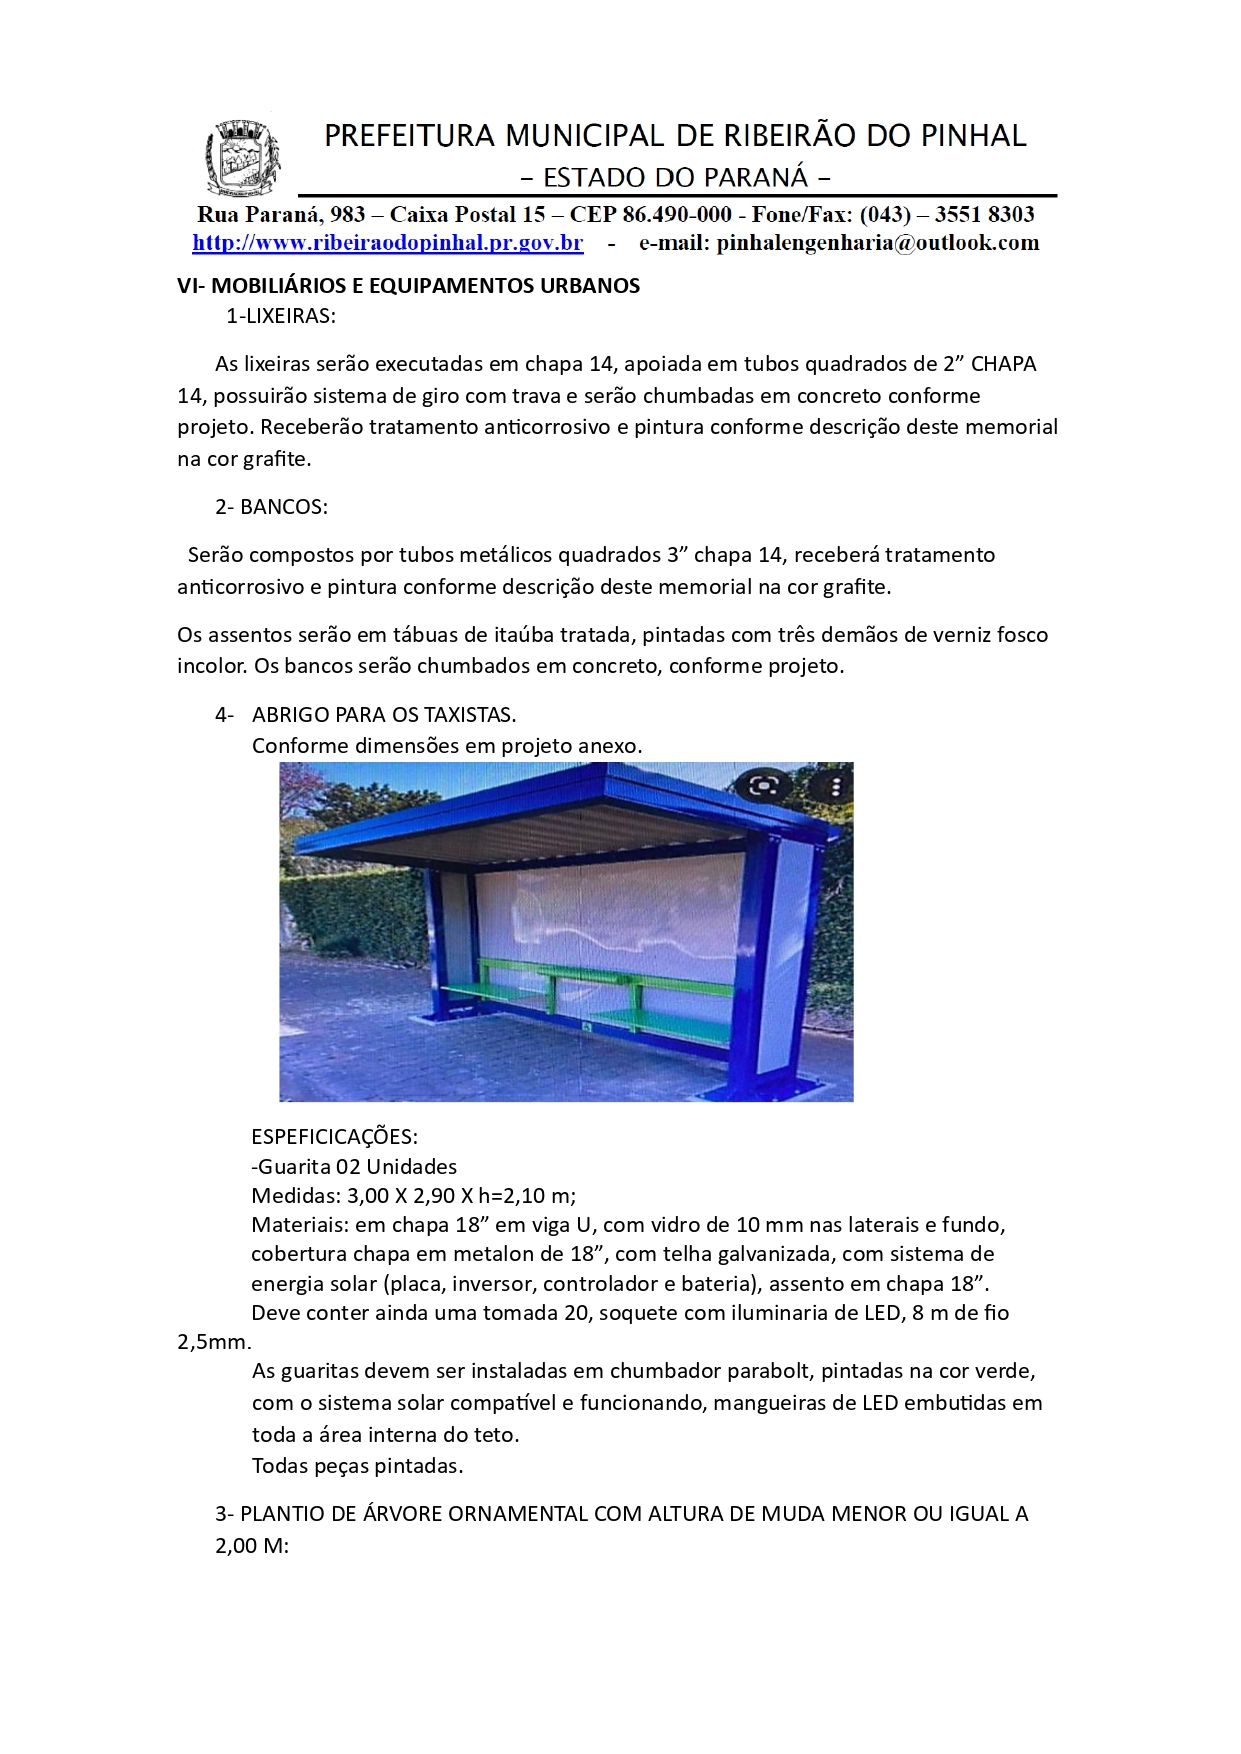 PREFEITURA MUNICIPAL DE RIBEIRÃO DO PINHAL
– ESTADO DO PARANÁ –
Rua Paraná, 983 – Caixa Postal 15 – CEP 86.490-000 - Fone/Fax: (043) – 3551 8303
http://www.ribeiraodopinhal.pr.gov.br - e-mail: pinhalengenharia@outlook.com
VI- MOBILIÁRIOS E EQUIPAMENTOS URBANOS
1-LIXEIRAS:
As lixeiras serão executadas em chapa 14, apoiada em tubos quadrados de 2” CHAPA
14, possuirão sistema de giro com trava e serão chumbadas em concreto conforme
projeto. Receberão tratamento anticorrosivo e pintura conforme descrição deste memorial
na cor grafite.
2- BANCOS:
Serão compostos por tubos metálicos quadrados 3” chapa 14, receberá tratamento
anticorrosivo e pintura conforme descrição deste memorial na cor grafite.
Os assentos serão em tábuas de itaúba tratada, pintadas com três demãos de verniz fosco
incolor. Os bancos serão chumbados em concreto, conforme projeto.
4- ABRIGO PARA OS TAXISTAS.
Conforme dimensões em projeto anexo.
ESPEFICICAÇÕES:
-Guarita 02 Unidades
Medidas: 3,00 X 2,90 X h=2,10 m;
Materiais: em chapa 18” em viga U, com vidro de 10 mm nas laterais e fundo,
cobertura chapa em metalon de 18”, com telha galvanizada, com sistema de
energia solar (placa, inversor, controlador e bateria), assento em chapa 18”.
Deve conter ainda uma tomada 20, soquete com iluminaria de LED, 8 m de fio
2,5mm.
As guaritas devem ser instaladas em chumbador parabolt, pintadas na cor verde,
com o sistema solar compatível e funcionando, mangueiras de LED embutidas em
toda a área interna do teto.
Todas peças pintadas.
3- PLANTIO DE ÁRVORE ORNAMENTAL COM ALTURA DE MUDA MENOR OU IGUAL A
2,00 M: